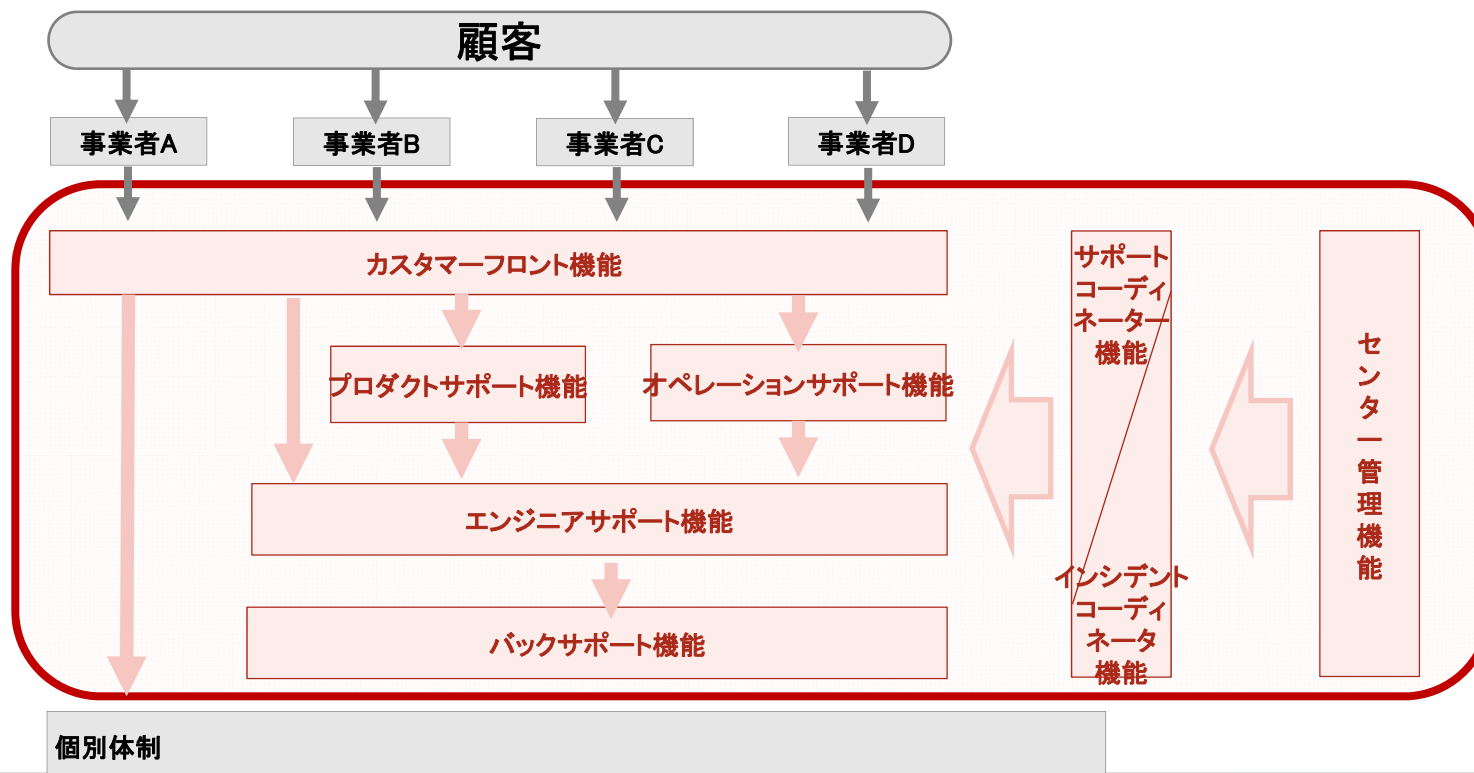 顧客
事業者A
事業者B
事業者C
事業者D
カスタマーフロント機能
プロダクトサポート機能
オペレーションサポート機能
エンジニアサポート機能
バックサポート機能
サポート
コーディ
ネーター
機能
インシデント
コーディ
ネータ
機能
センター管理機能
個別体制